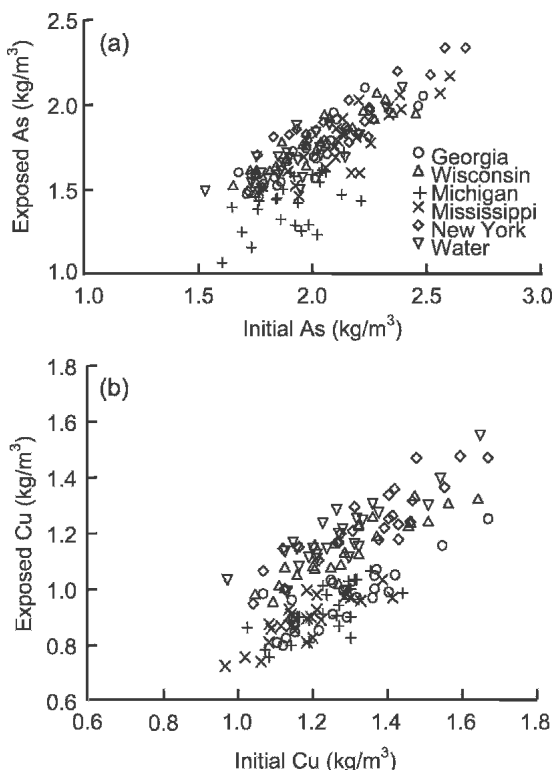 (a)
Exposed As (kg/m³)
2.5
2.0
1.5
1.0
Georgia
Wisconsin
Michigan
Mississippi
New York
Water
1.0
1.5
2.0
2.5
3.0
Initial As (kg/m³)
(b)
Exposed Cu (kg/m³)
1.8
1.6
1.4
1.2
1.0
0.8
0.6
0.6
0.8
1.0
1.2
1.4
1.6
1.8
Initial Cu (kg/m³)